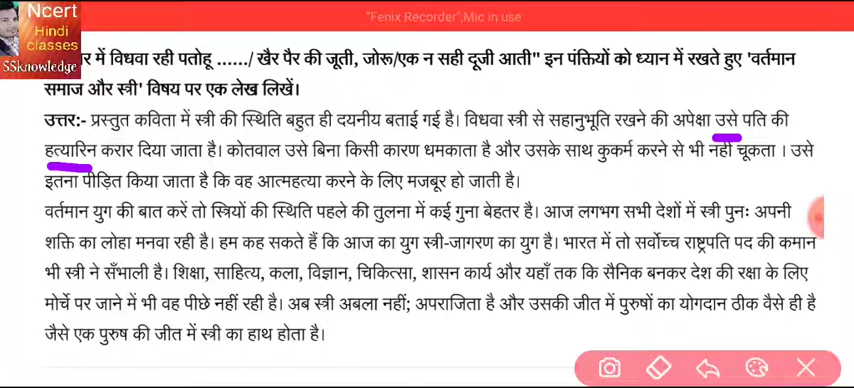 "Fenix Recorder",Mic in use
Ncert
Hindi
classes
SSknowledge
र में विधवा रही पतोहू ....../ खैर पैर की जूती, जोरू/एक न सही दूजी आती" इन पंक्तियों को ध्यान में रखते हुए 'वर्तमान
समाज और स्त्री' विषय पर एक लेख लिखें।
उत्तर:- प्रस्तुत कविता में स्त्री की स्थिति बहुत ही दयनीय बताई गई है। विधवा स्त्री से सहानुभूति रखने की अपेक्षा उसे पति की
हत्यारिन करार दिया जाता है। कोतवाल उसे बिना किसी कारण धमकाता है और उसके साथ कुकर्म करने से भी नहीं चूकता । उसे
इतना पीड़ित किया जाता है कि वह आत्महत्या करने के लिए मजबूर हो जाती है।
वर्तमान युग की बात करें तो स्त्रियों की स्थिति पहले की तुलना में कई गुना बेहतर है। आज लगभग सभी देशों में स्त्री पुनः अपनी
शक्ति का लोहा मनवा रही है। हम कह सकते हैं कि आज का युग स्त्री-जागरण का युग है। भारत में तो सर्वोच्च राष्ट्रपति पद की कमान
भी स्त्री ने सँभाली है। शिक्षा, साहित्य, कला, विज्ञान, चिकित्सा, शासन कार्य और यहाँ तक कि सैनिक बनकर देश की रक्षा के लिए
मोर्चे पर जाने में भी वह पीछे नहीं रही है। अब स्त्री अबला नहीं; अपराजिता है और उसकी जीत में पुरुषों का योगदान ठीक वैसे ही है
जैसे एक पुरुष की जीत में स्त्री का हाथ होता है।